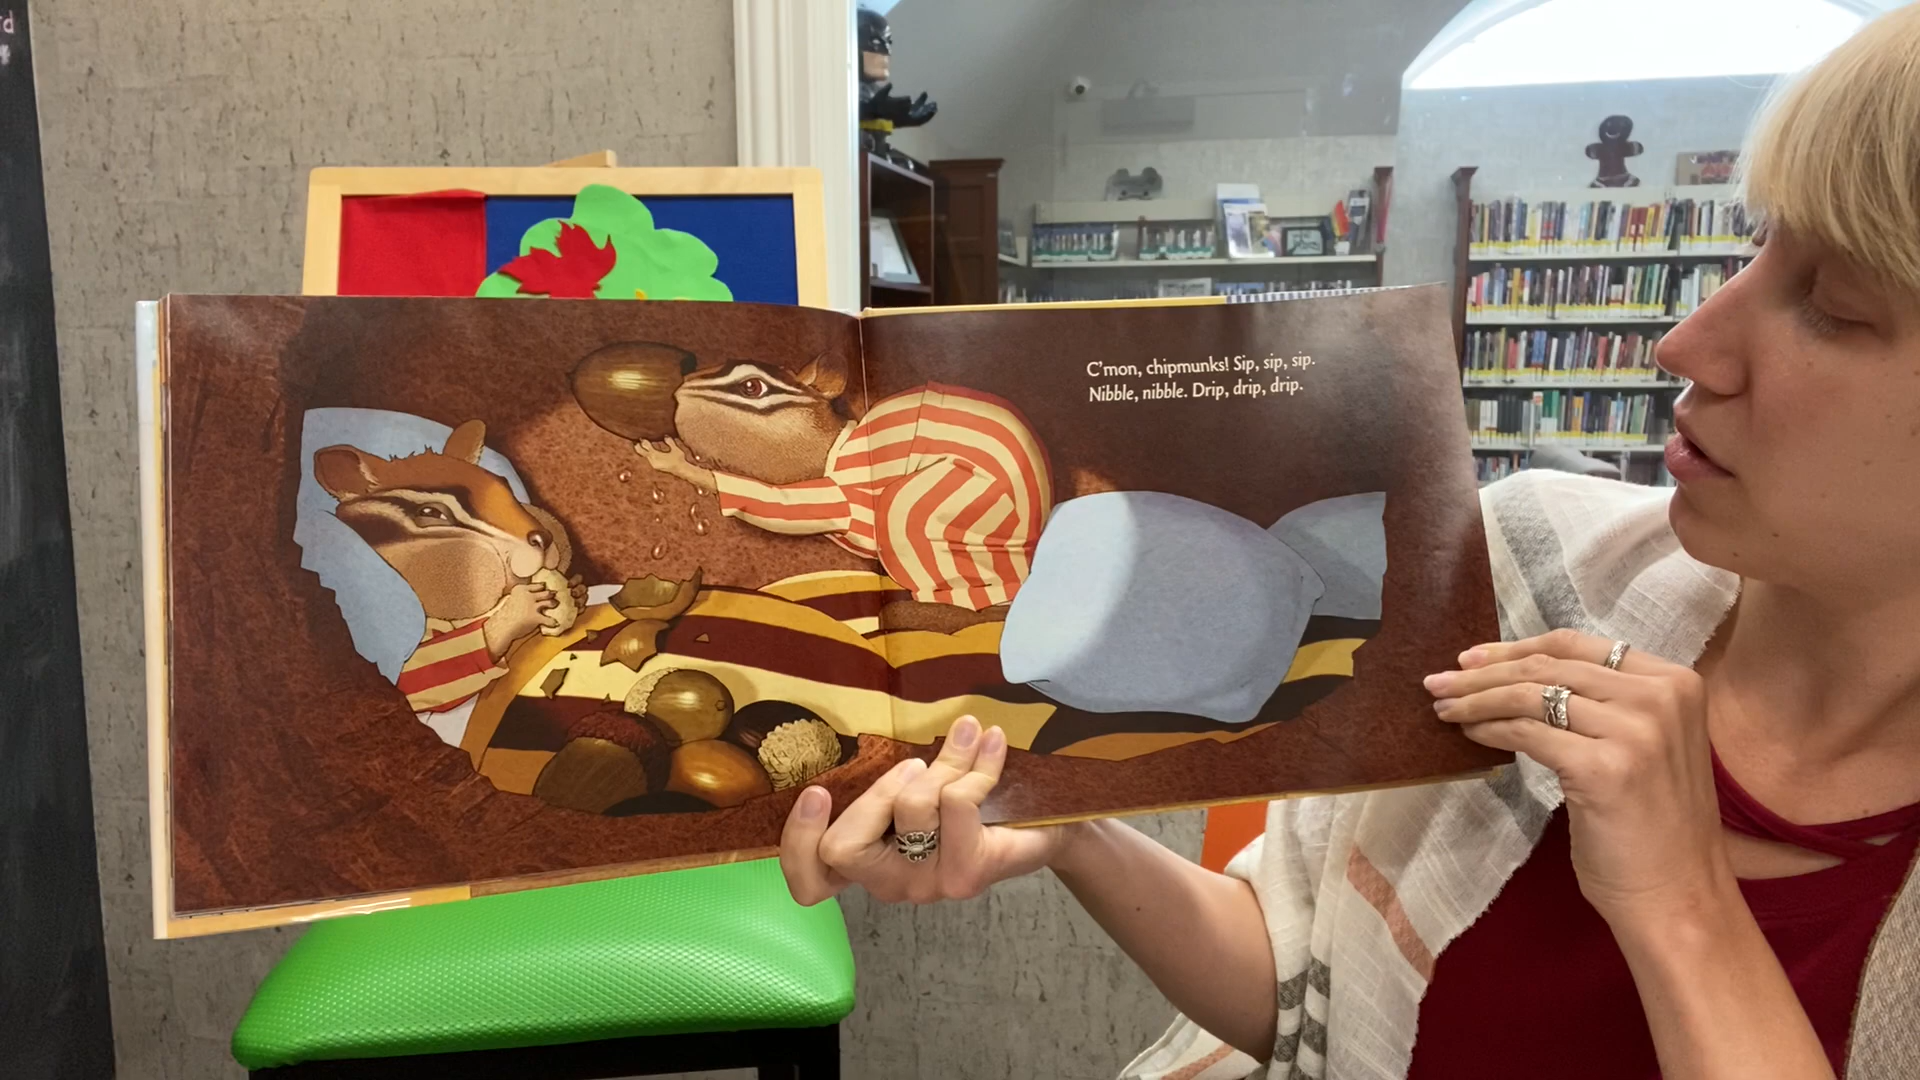 C'mon, chipmunks! Sip, sip, sip.
Nibble, nibble. Drip, drip, drip.